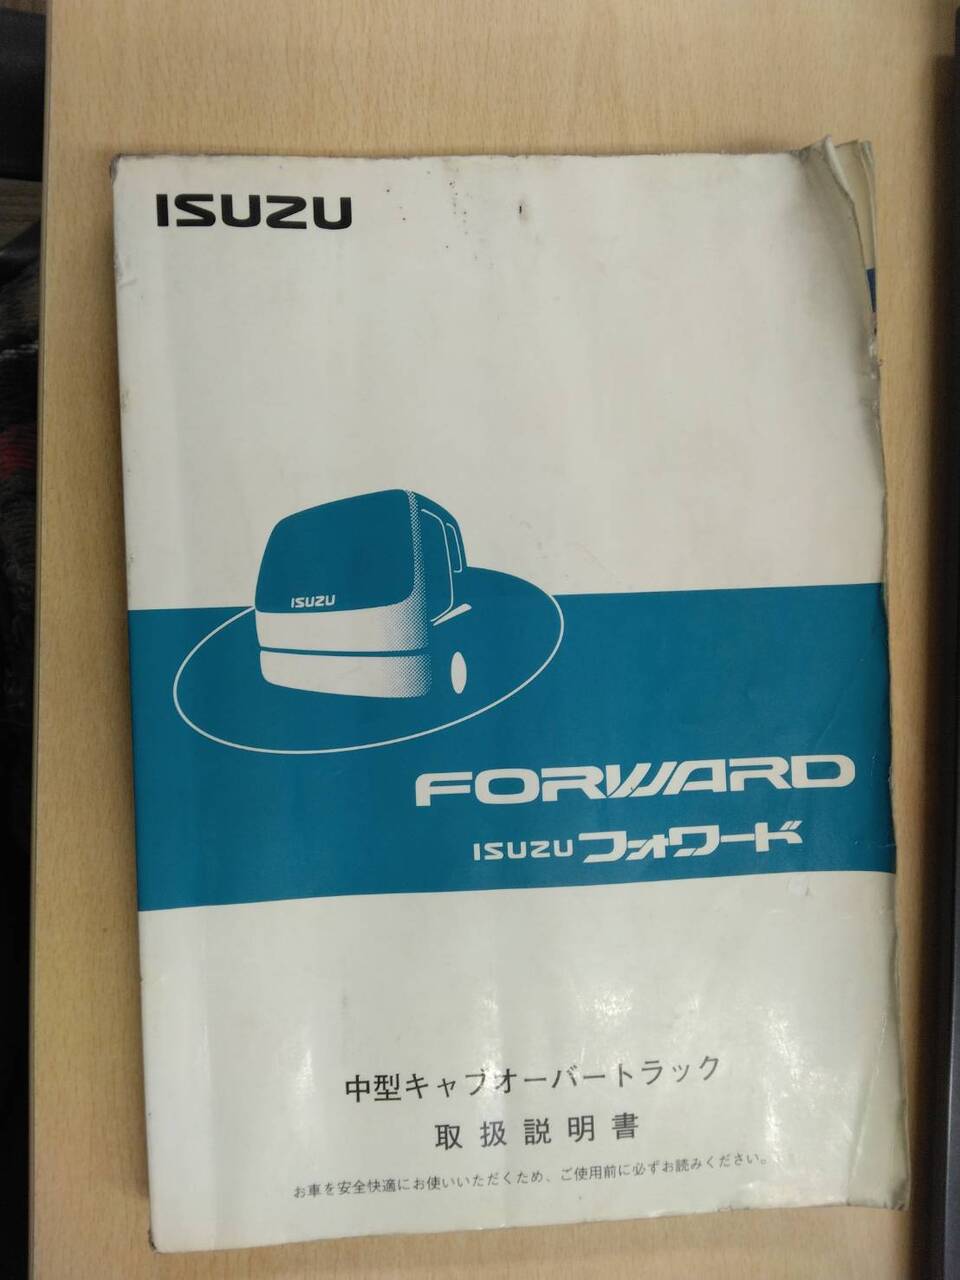 ISUZU
ISUZU
FORWARD
ISUZU フォワード
中型キャブオーバートラック
取扱説明書
お車を安全快適にお使いいただくため、ご使用前に必ずお読みください。